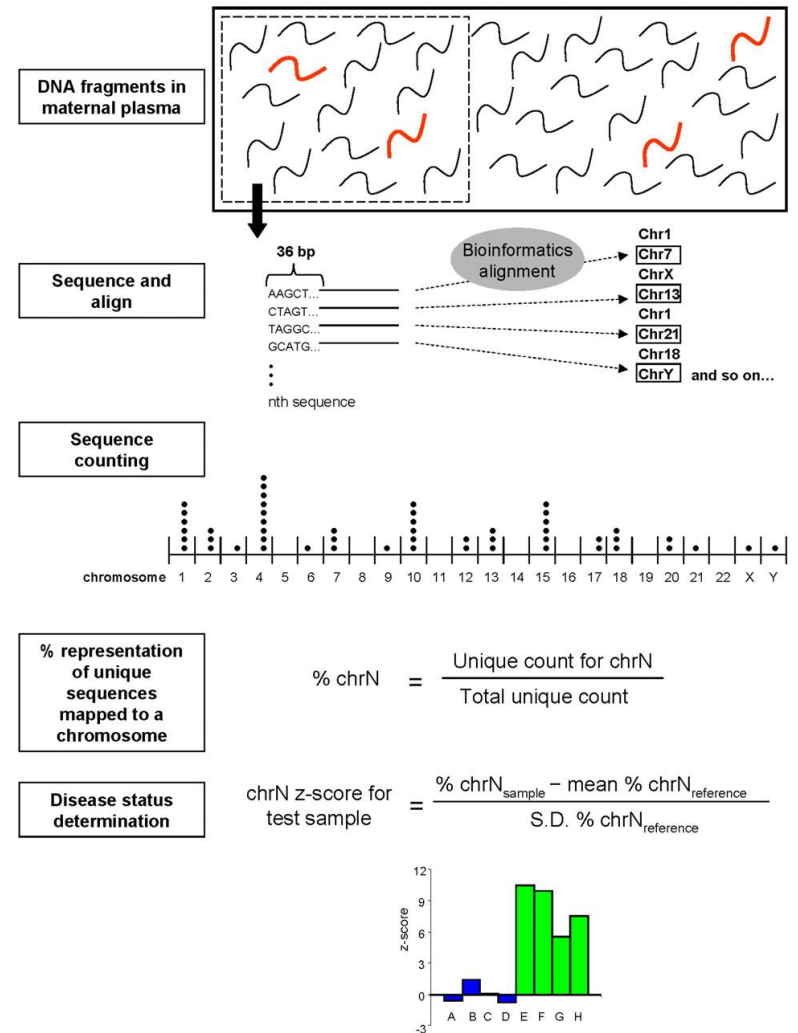 DNA fragments in
maternal plasma
Sequence and
align
36 bp
AAGCT...
CTAGT...
TAGGC...
GCATG...
nth sequence
Bioinformatics
alignment
Chr1
Chr7
ChrX
Chr13
Chr1
Chr21
Chr18
ChrY and so on...
Sequence
counting
chromosome 1 2 3 4 5 6 7 8 9 10 11 12 13 14 15 16 17 18 19 20 21 22 X Y
% representation
of unique
sequences
mapped to a
chromosome
% chrN = Unique count for chrN
Total unique count
Disease status
determination
chrN z-score for
test sample
= % chrNsample – mean % chrNreference
S.D. % chrNreference
z-score
12
9
6
3
0
-3
A B C D E F G H